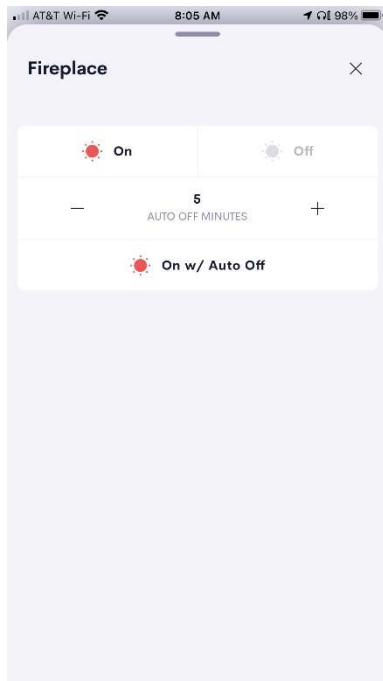 AT&T Wi-Fi 8:05 AM 98%
Fireplace
On Off
− 5 +
AUTO OFF MINUTES
On w/ Auto Off